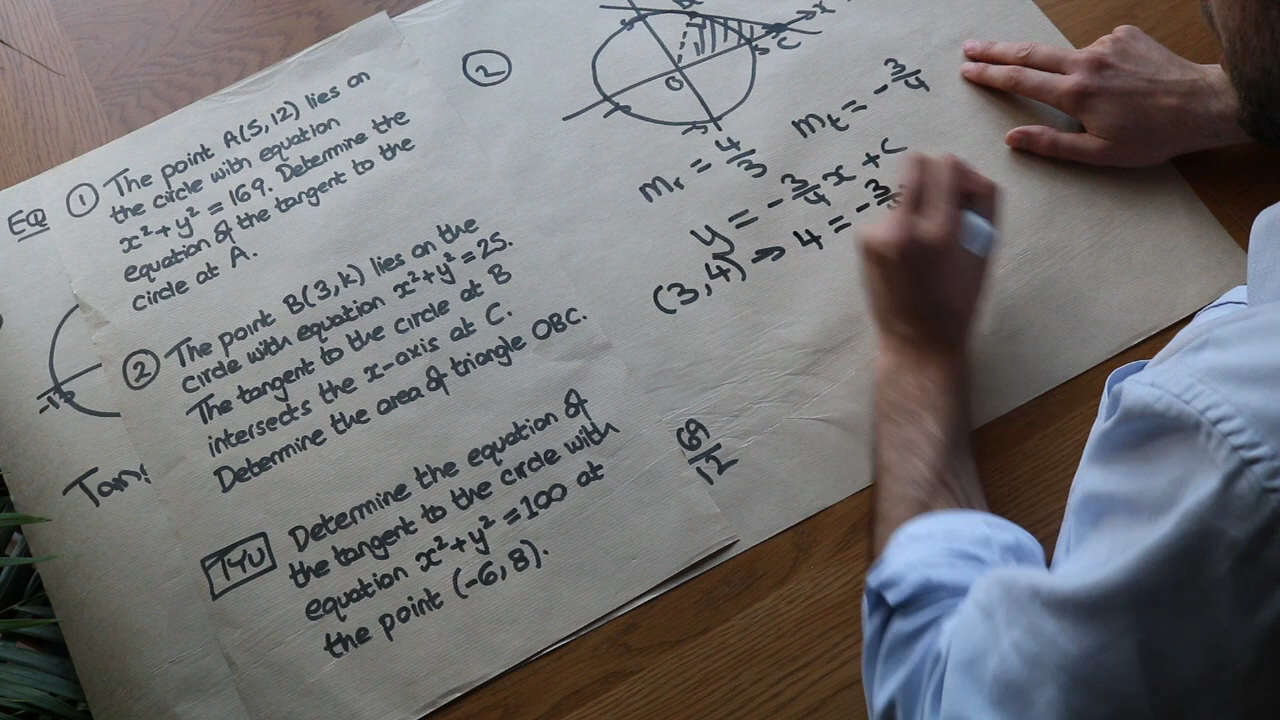 EQ ① The point A(5,12) lies on
the circle with equation
x²+y² = 169. Determine the
equation of the tangent to the
circle at A.
② The point B(3,k) lies on the
circle with equation x²+y² = 25.
The tangent to the circle at B
intersects the x-axis at C.
Determine the area of triangle OBC.
TYU Determine the equation of
the tangent to the circle with
equation x²+y² = 100 at
the point (-6,8).
-13
②
O
5
C
x
mr = 4/3
mt = -3/4
y = -3/4x + c
(3,4) → 4 = -3/
69/12